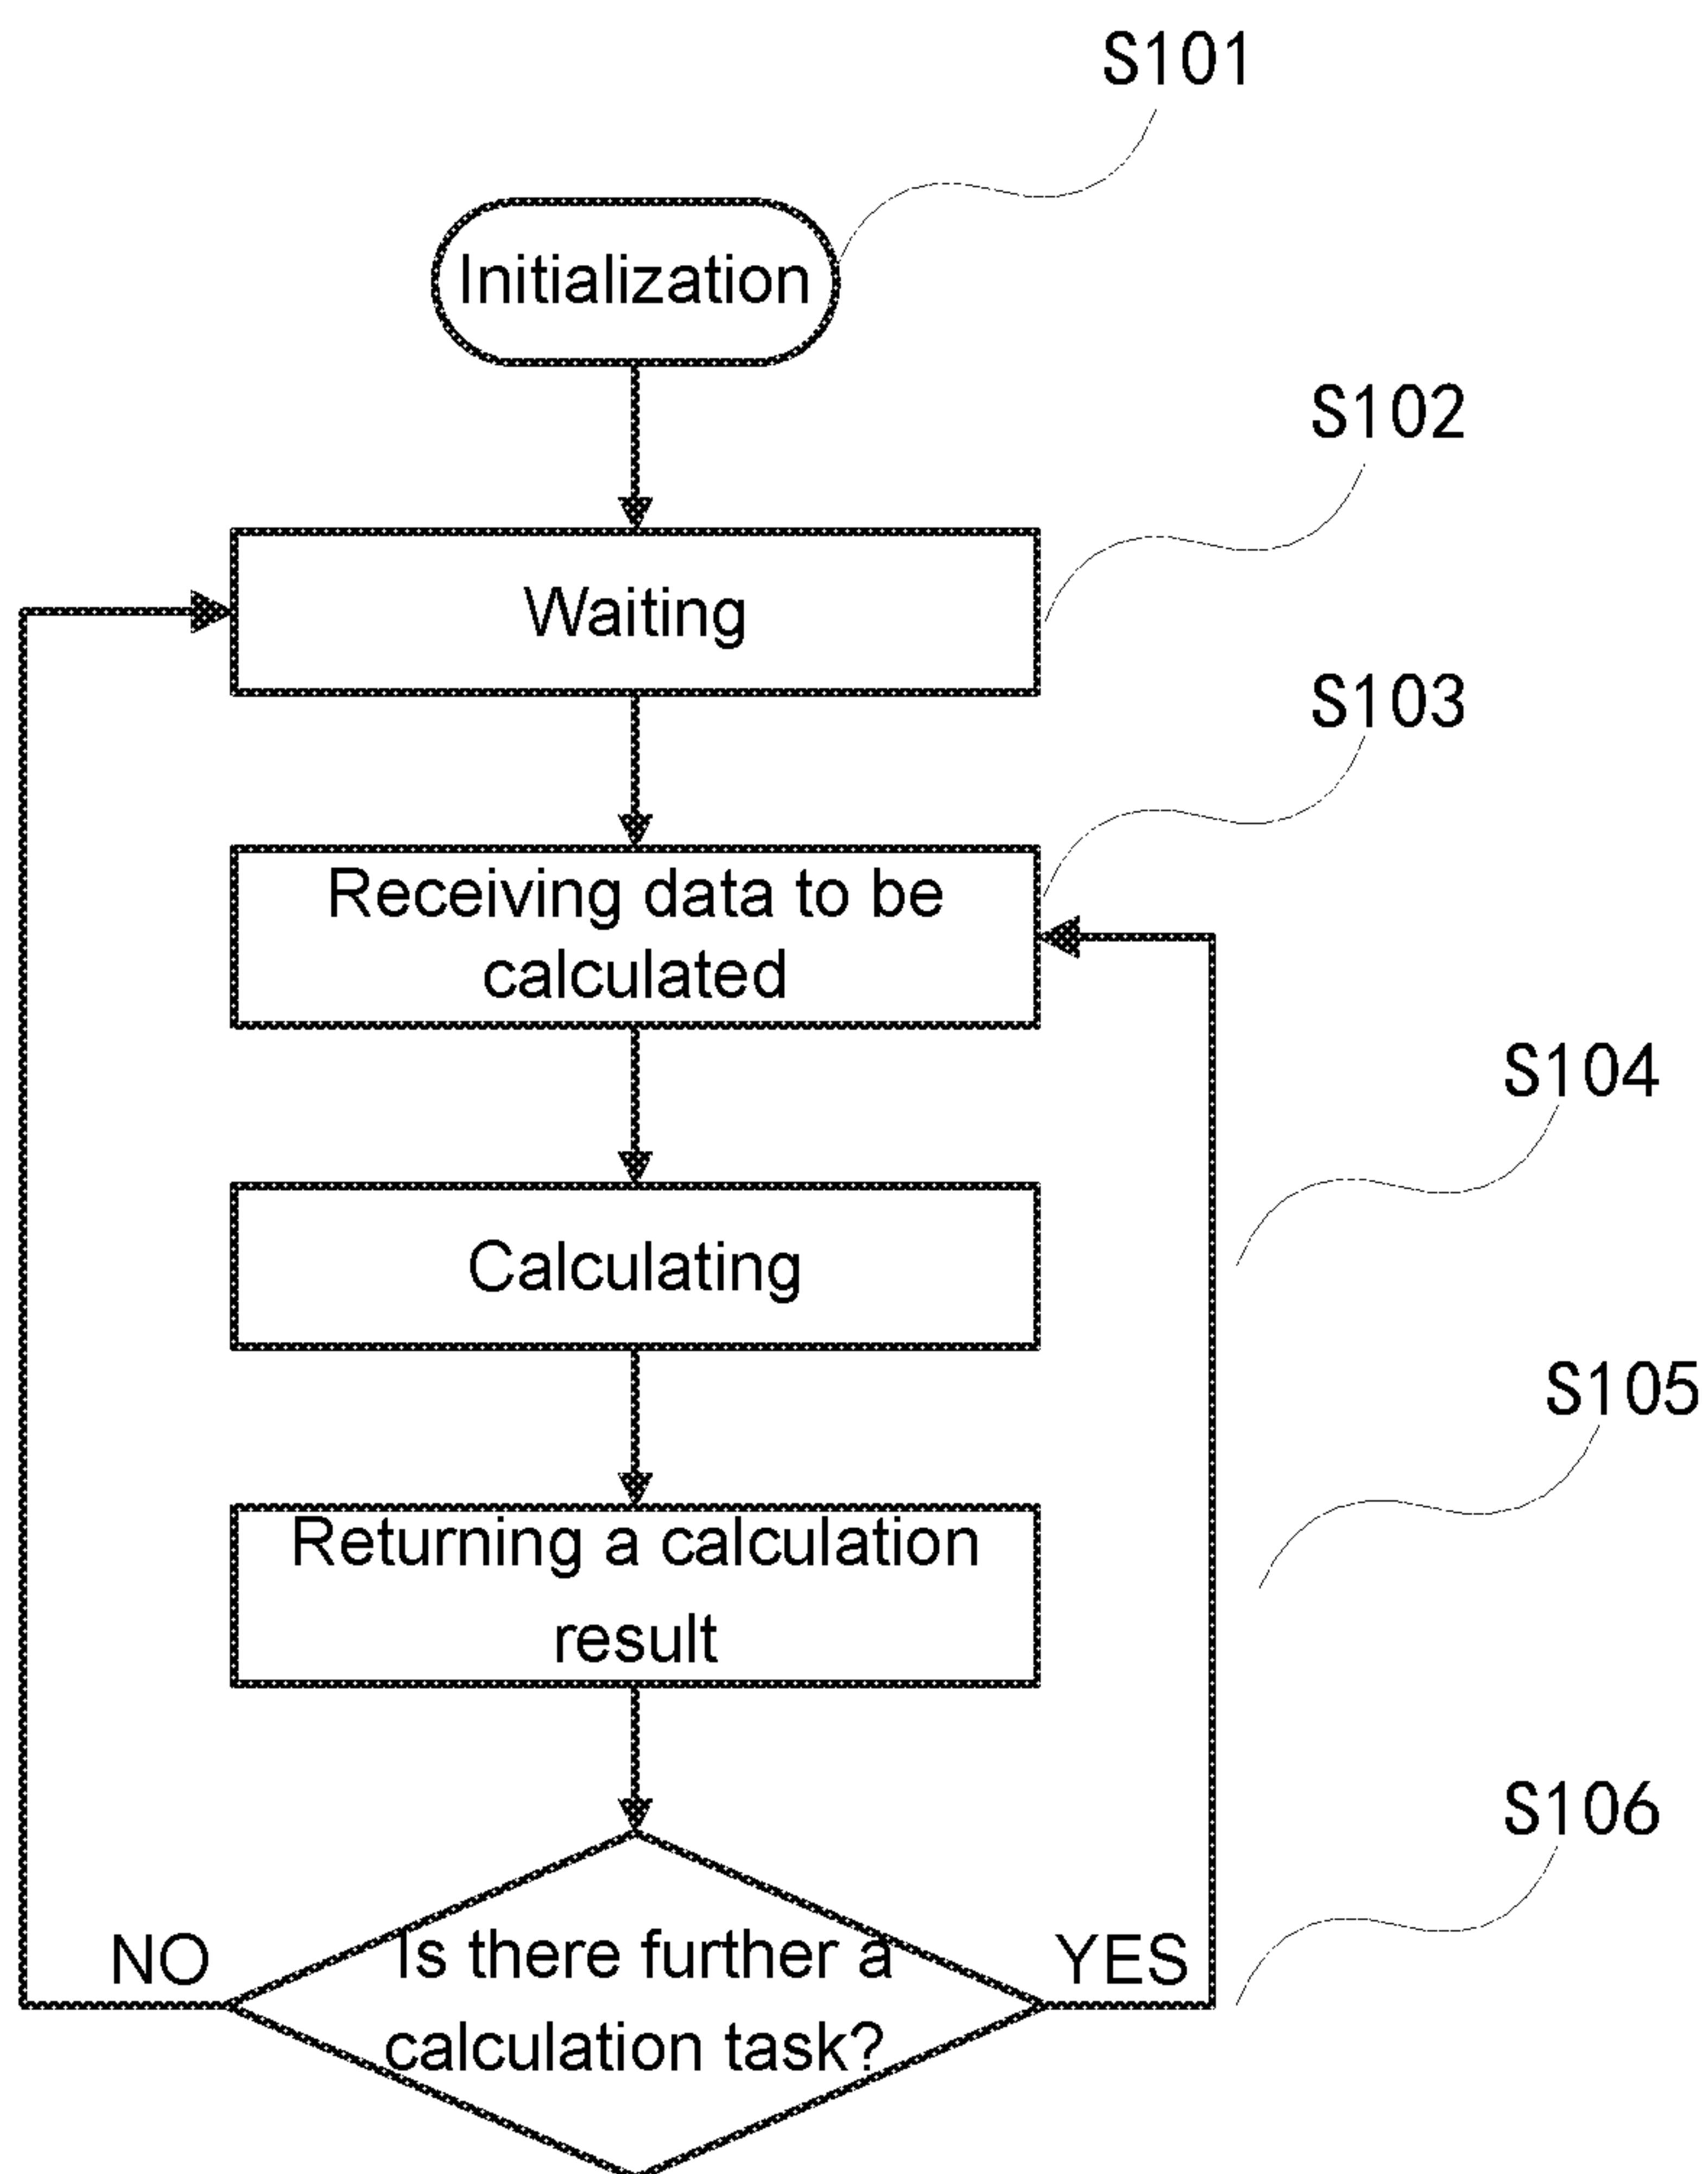 S101
Initialization
S102
Waiting
S103
Receiving data to be
calculated
S104
Calculating
S105
Returning a calculation
result
S106
NO
Is there further a
calculation task?
YES